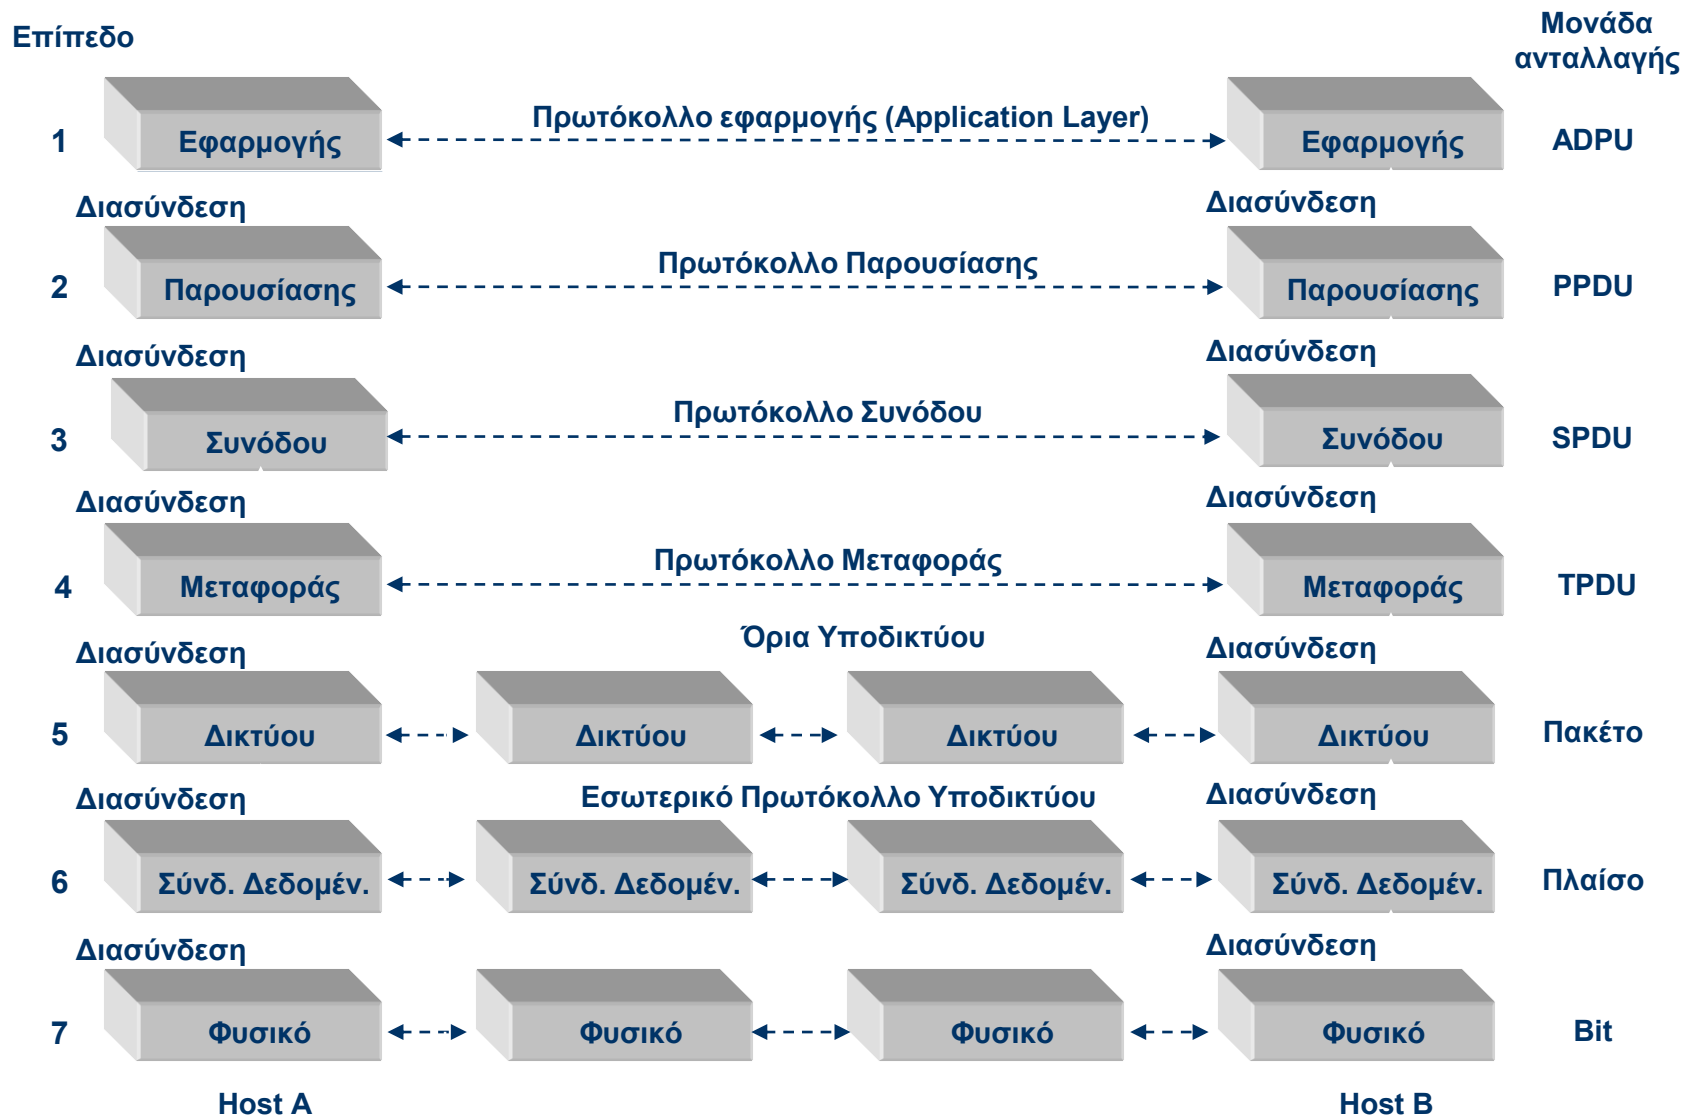 Επίπεδο
Μονάδα
ανταλλαγής
Πρωτόκολλο εφαρμογής (Application Layer)
1 Εφαρμογής Εφαρμογής ADPU
Διασύνδεση Διασύνδεση
Πρωτόκολλο Παρουσίασης
2 Παρουσίασης Παρουσίασης PPDU
Διασύνδεση Διασύνδεση
Πρωτόκολλο Συνόδου
3 Συνόδου Συνόδου SPDU
Διασύνδεση Διασύνδεση
Πρωτόκολλο Μεταφοράς
4 Μεταφοράς Μεταφοράς TPDU
Όρια Υποδικτύου
Διασύνδεση Διασύνδεση
5 Δικτύου Δικτύου Δικτύου Δικτύου Πακέτο
Διασύνδεση Εσωτερικό Πρωτόκολλο Υποδικτύου Διασύνδεση
6 Σύνδ. Δεδομέν. Σύνδ. Δεδομέν. Σύνδ. Δεδομέν. Σύνδ. Δεδομέν. Πλαίσο
Διασύνδεση Διασύνδεση
7 Φυσικό Φυσικό Φυσικό Φυσικό Bit
Host A Host B